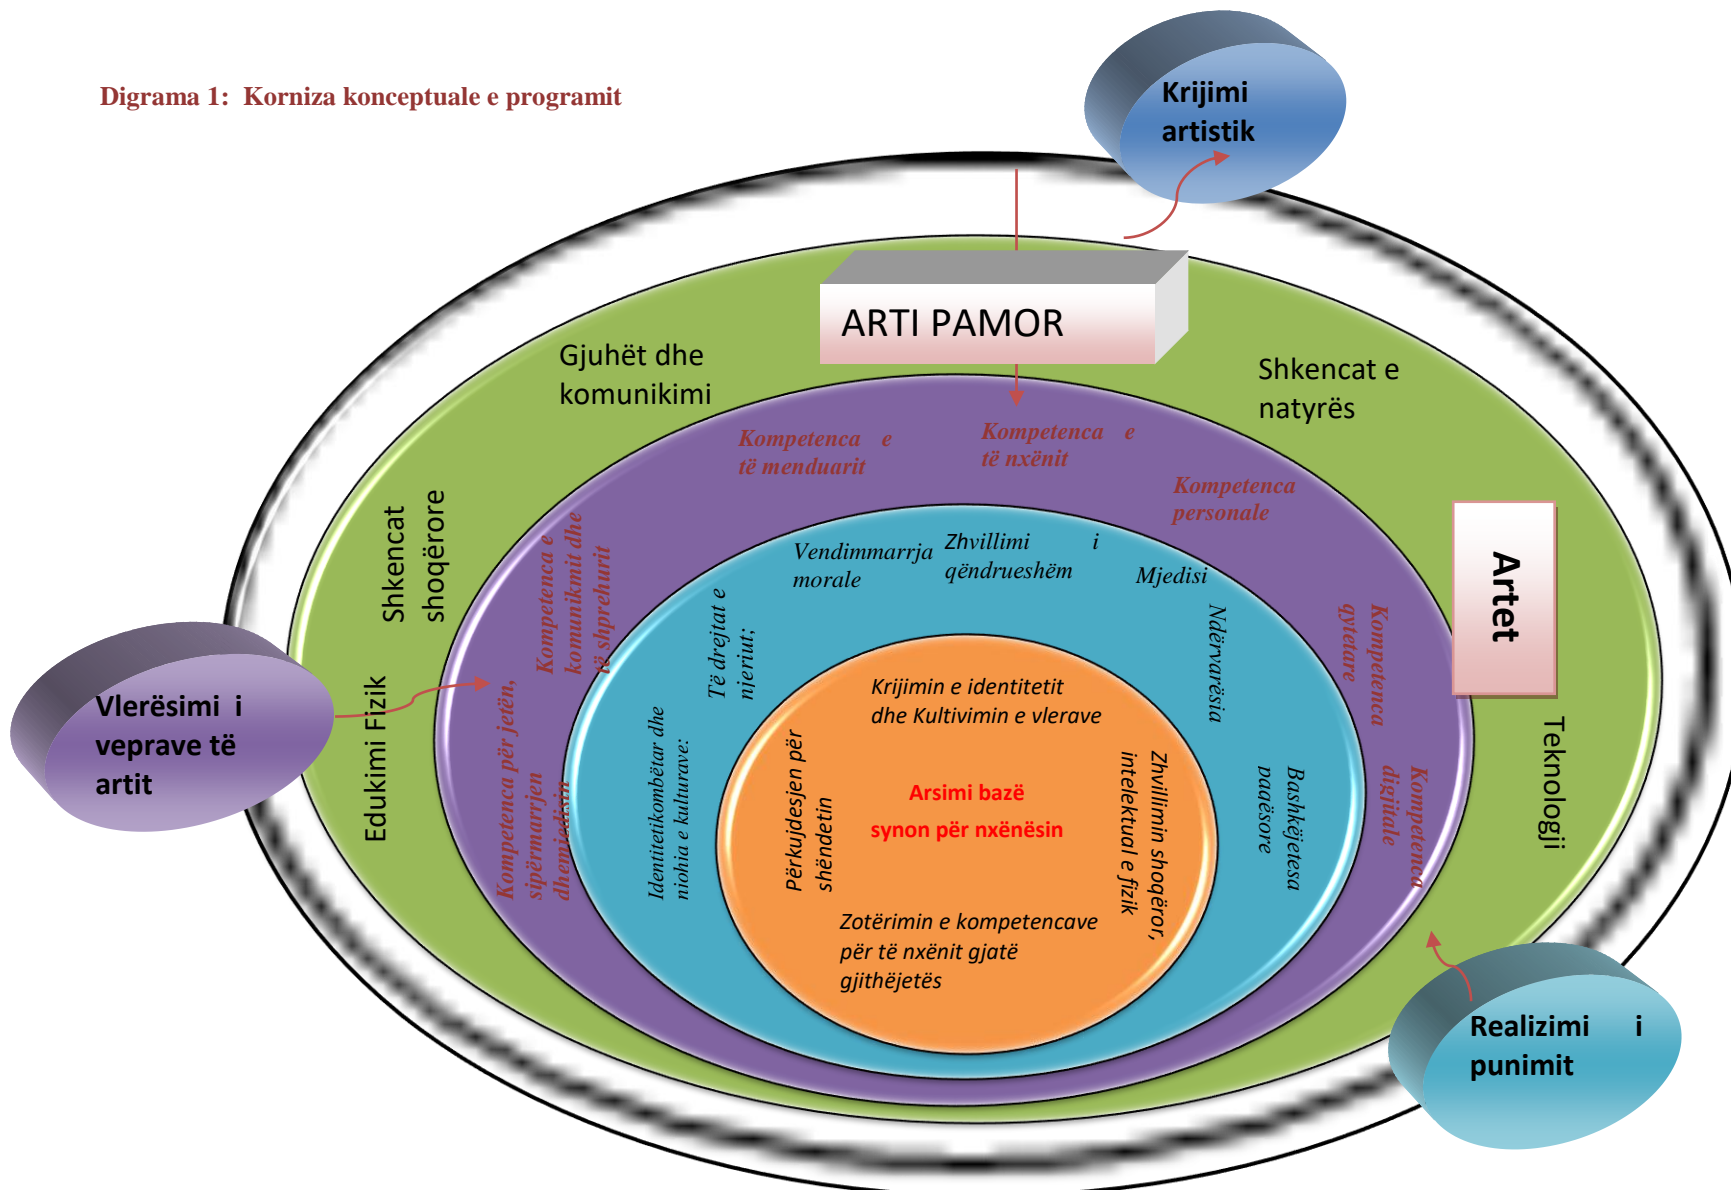 Digrama 1: Korniza konceptuale e programit
Krijimi
artistik
ARTI PAMOR
Gjuhët dhe
komunikimi
Shkencat e
natyrës
Shkencat
shoqërore
Edukimi Fizik
Artet
Teknologji
Kompetenca e
të menduarit
Kompetenca e
të nxënit
Kompetenca
personale
Kompetenca e
komunikmit dhe
të shprehurit
Kompetenca për jetën,
sipërmarrjen
dhemjedisin
Kompetenca
qytetare
Kompetenca
digjitale
Vendimmarrja
morale
Zhvillimi i
qëndrueshëm
Mjedisi
Të drejtat e
njeriut;
Identitetikombëtar dhe
niohia e kulturave:
Ndërvarësia
Bashkëjetesa
paqësore
Krijimin e identitetit
dhe Kultivimin e vlerave
Përkujdesjen për
shëndetin
Arsimi bazë
synon për nxënësin
Zhvillimin shoqëror,
intelektual e fizik
Zotërimin e kompetencave
për të nxënit gjatë
gjithëjetës
Vlerësimi i
veprave të
artit
Realizimi i
punimit